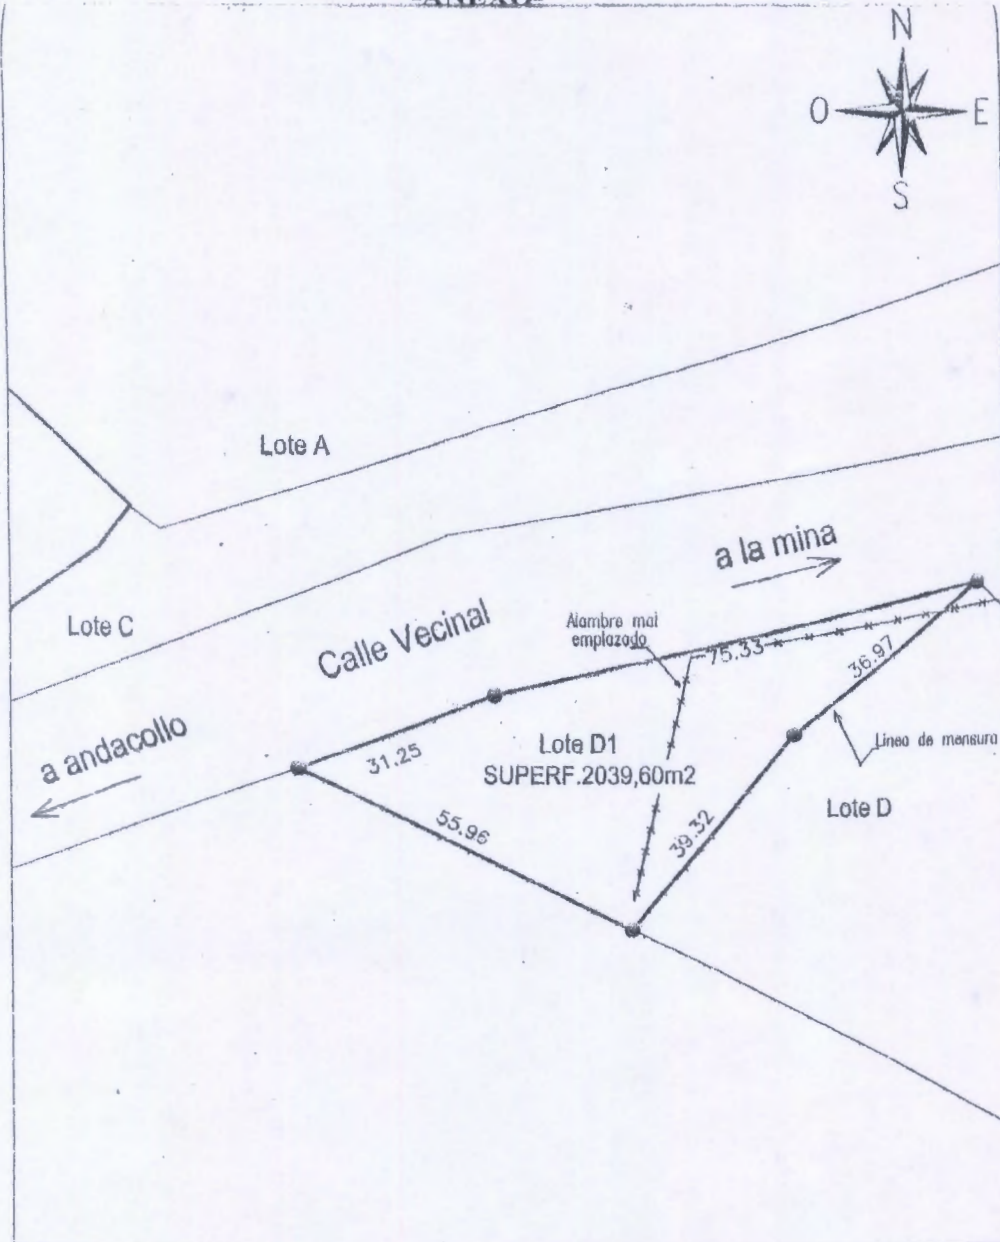 -ANEXO-
N
O
E
S
Lote A
a la mina
Lote C
Alambre mal
emplazado
Calle Vecinal
75.33
36.97
a andacollo
31.25
Lote D1
SUPERF.2039,60m2
Linea de mensura
Lote D
55.96
39.32